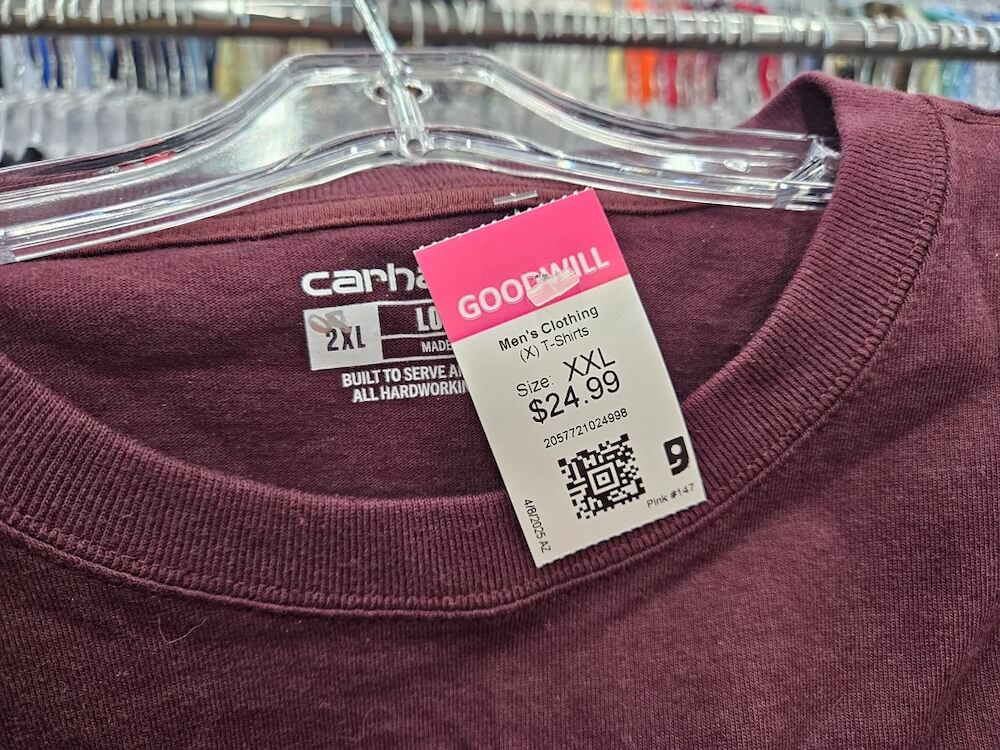 carha
2XL
LO
MADE
BUILT TO SERVE A
ALL HARDWORKIN
GOODWILL
Men's Clothing
(X) T-Shirts
Size: XXL
$24.99
2057721024998
Pink #147
4/8/2025 AZ